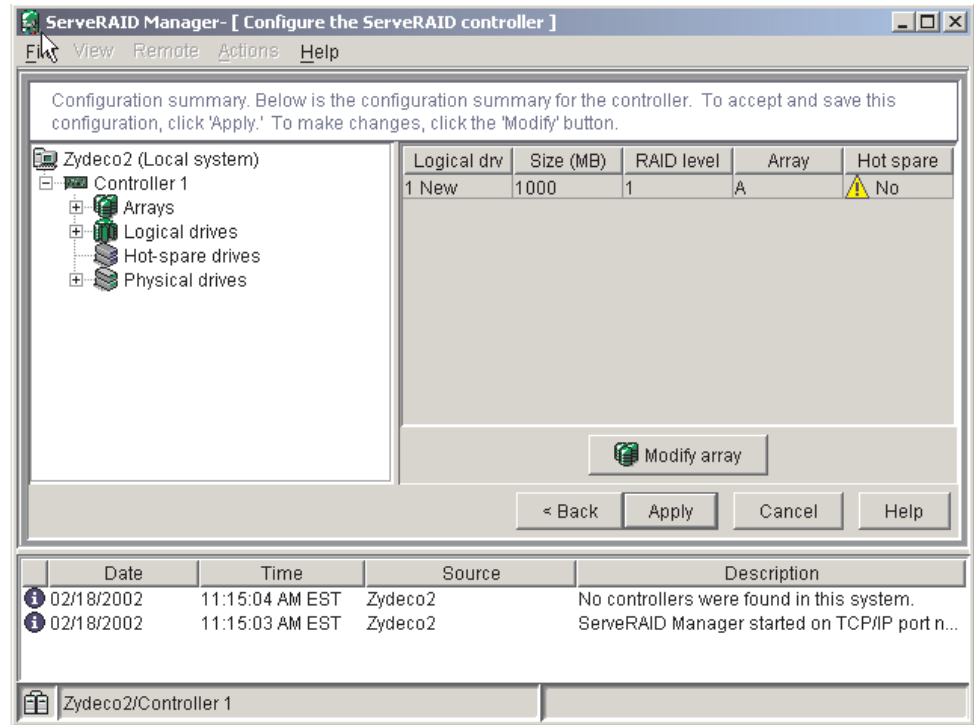 ServeRAID Manager- [ Configure the ServeRAID controller ]
File View Remote Actions Help
Configuration summary. Below is the configuration summary for the controller. To accept and save this
configuration, click 'Apply.' To make changes, click the 'Modify' button.
Zydeco2 (Local system)
Controller 1
Arrays
Logical drives
Hot-spare drives
Physical drives
Logical drv Size (MB) RAID level Array Hot spare
1 New 1000 1 A No
Modify array
< Back Apply Cancel Help
Date Time Source Description
02/18/2002 11:15:04 AM EST Zydeco2 No controllers were found in this system.
02/18/2002 11:15:03 AM EST Zydeco2 ServeRAID Manager started on TCP/IP port n...
Zydeco2/Controller 1